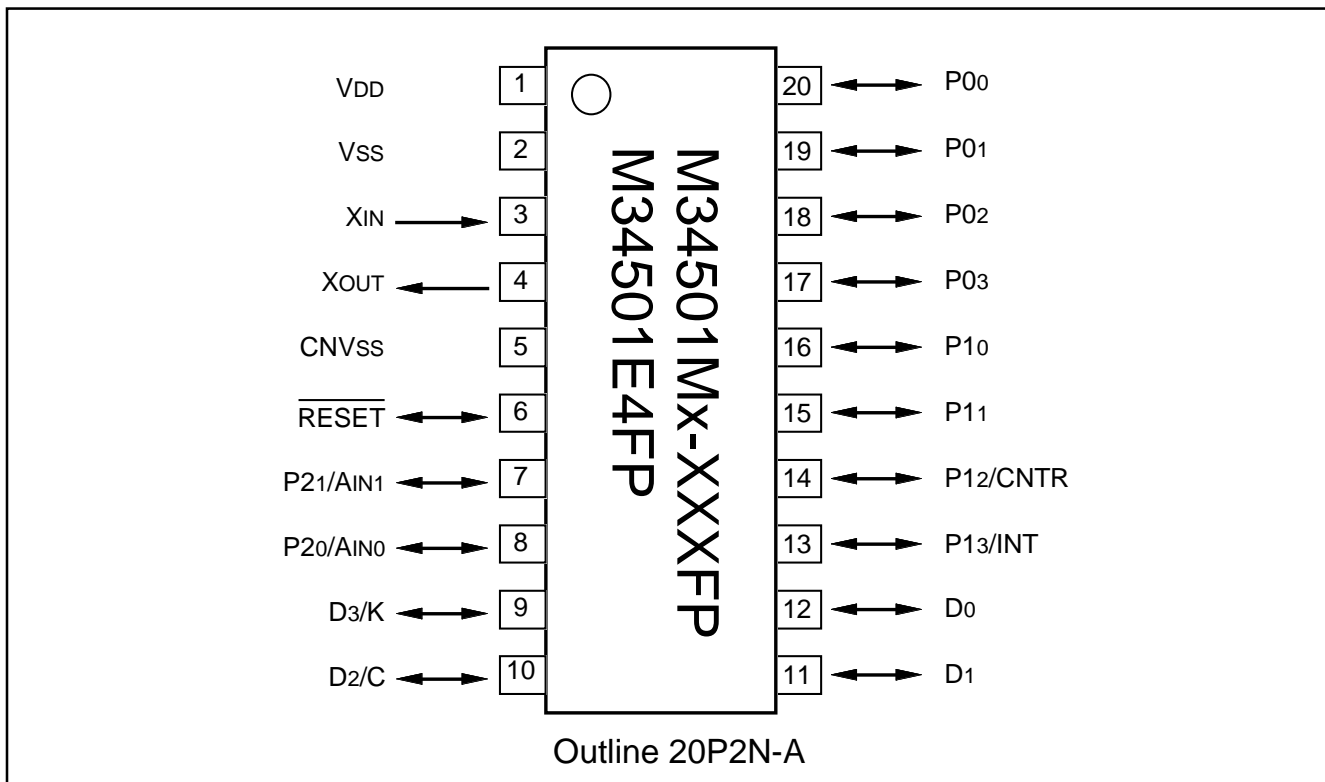 VDD 1 20 P00
VSS 2 19 P01
XIN 3 18 P02
XOUT 4 17 P03
CNVSS 5 16 P10
RESET 6 15 P11
P21/AIN1 7 14 P12/CNTR
P20/AIN0 8 13 P13/INT
D3/K 9 12 D0
D2/C 10 11 D1
M34501Mx-XXXFP
M34501E4FP
Outline 20P2N-A